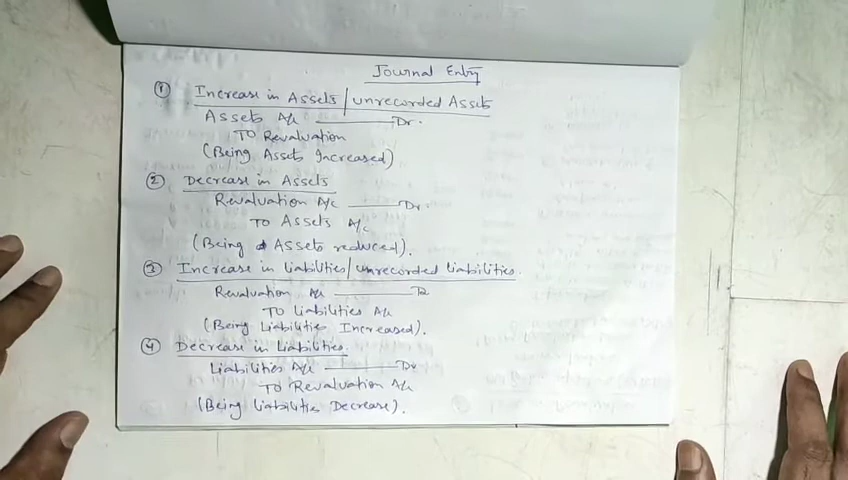 Journal Entry
① Increase in Assets / unrecorded Assets
Assets A/c ——— Dr.
To Revaluation
(Being Assets Increased)
② Decrease in Assets
Revaluation A/c ——— Dr.
To Assets A/c
(Being Assets reduced).
③ Increase in Liabilities / unrecorded liabilities.
Revaluation A/c ——— Dr
To Liabilities A/c
(Being Liabilities Increased).
④ Decrease in Liabilities.
Liabilities A/c ——— Dr
To Revaluation A/c
(Being Liabilities Decrease).